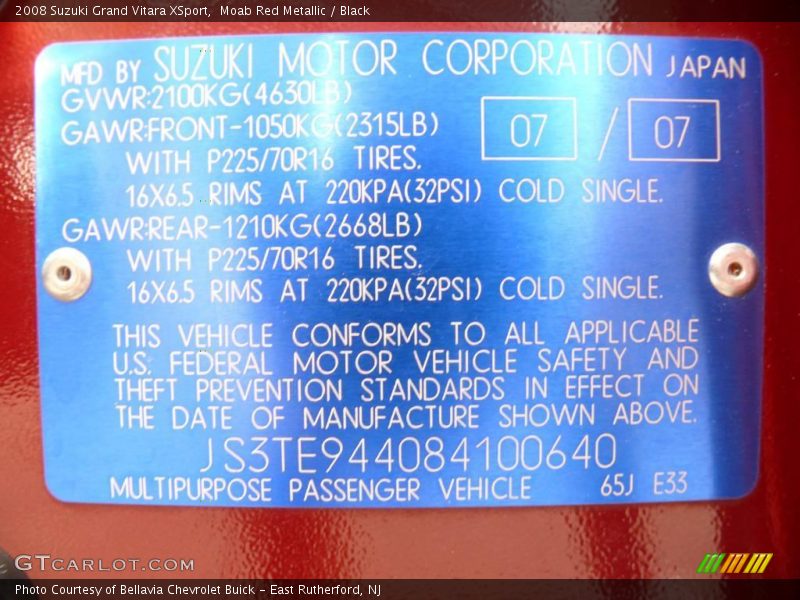 2008 Suzuki Grand Vitara XSport,  Moab Red Metallic / Black
MFD BY SUZUKI MOTOR CORPORATION JAPAN
GVWR:2100KG(4630LB)
GAWR:FRONT-1050KG(2315LB)
07 / 07
WITH P225/70R16 TIRES,
16X6.5 RIMS AT 220KPA(32PSI) COLD SINGLE.
GAWR:REAR-1210KG(2668LB)
WITH P225/70R16 TIRES,
16X6.5 RIMS AT 220KPA(32PSI) COLD SINGLE.
THIS VEHICLE CONFORMS TO ALL APPLICABLE
U.S. FEDERAL MOTOR VEHICLE SAFETY AND
THEFT PREVENTION STANDARDS IN EFFECT ON
THE DATE OF MANUFACTURE SHOWN ABOVE.
JS3TE944084100640
MULTIPURPOSE PASSENGER VEHICLE 65J E33
GTCARLOT.COM
Photo Courtesy of Bellavia Chevrolet Buick - East Rutherford, NJ